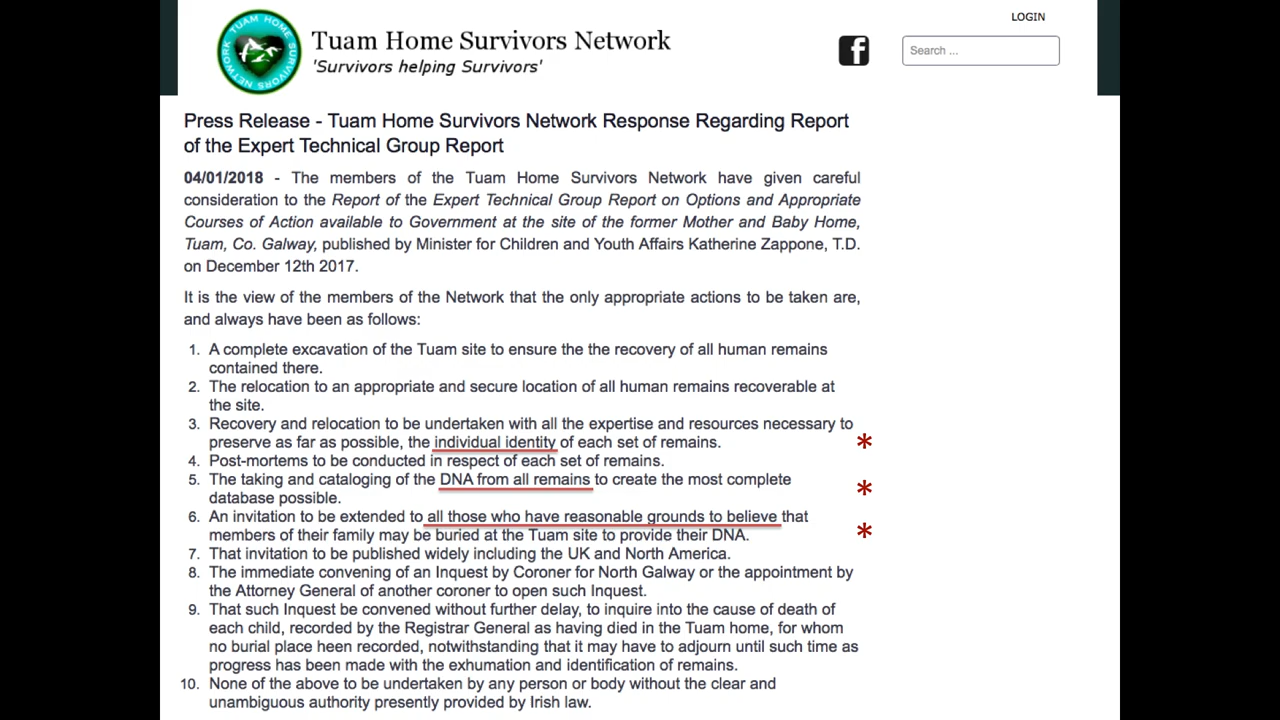 LOGIN
TUAM HOME SURVIVORS NETWORK
Tuam Home Survivors Network
'Survivors helping Survivors'
f
Search ...
Press Release - Tuam Home Survivors Network Response Regarding Report
of the Expert Technical Group Report
04/01/2018 - The members of the Tuam Home Survivors Network have given careful
consideration to the Report of the Expert Technical Group Report on Options and Appropriate
Courses of Action available to Government at the site of the former Mother and Baby Home,
Tuam, Co. Galway, published by Minister for Children and Youth Affairs Katherine Zappone, T.D.
on December 12th 2017.
It is the view of the members of the Network that the only appropriate actions to be taken are,
and always have been as follows:
1. A complete excavation of the Tuam site to ensure the the recovery of all human remains
contained there.
2. The relocation to an appropriate and secure location of all human remains recoverable at
the site.
3. Recovery and relocation to be undertaken with all the expertise and resources necessary to
preserve as far as possible, the individual identity of each set of remains. *
4. Post-mortems to be conducted in respect of each set of remains.
5. The taking and cataloging of the DNA from all remains to create the most complete *
database possible.
6. An invitation to be extended to all those who have reasonable grounds to believe that
members of their family may be buried at the Tuam site to provide their DNA. *
7. That invitation to be published widely including the UK and North America.
8. The immediate convening of an Inquest by Coroner for North Galway or the appointment by
the Attorney General of another coroner to open such Inquest.
9. That such Inquest be convened without further delay, to inquire into the cause of death of
each child, recorded by the Registrar General as having died in the Tuam home, for whom
no burial place heen recorded, notwithstanding that it may have to adjourn until such time as
progress has been made with the exhumation and identification of remains.
10. None of the above to be undertaken by any person or body without the clear and
unambiguous authority presently provided by Irish law.